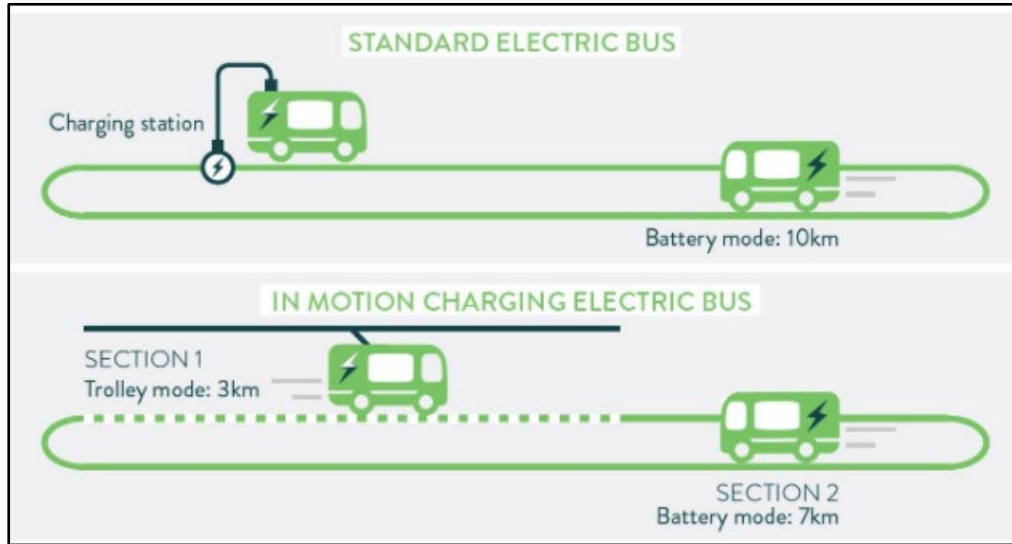 STANDARD ELECTRIC BUS
Charging station
Battery mode: 10km
IN MOTION CHARGING ELECTRIC BUS
SECTION 1
Trolley mode: 3km
SECTION 2
Battery mode: 7km